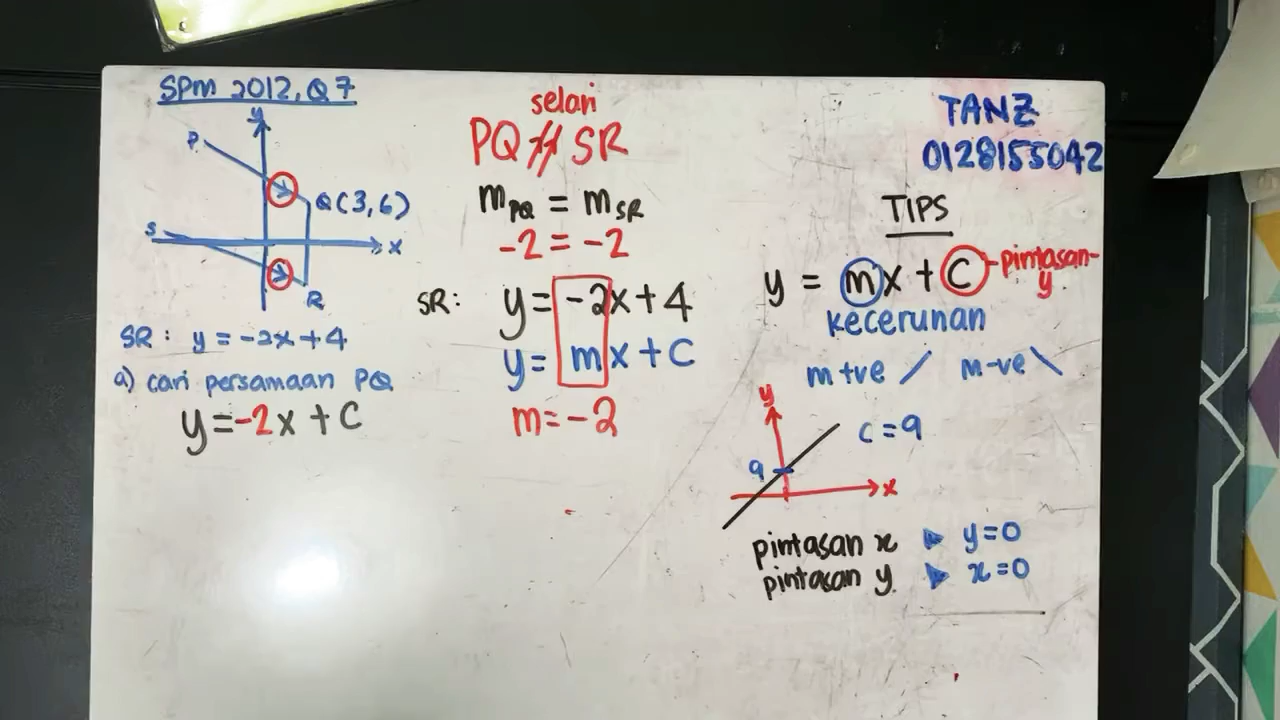 SPM 2012, Q7
y
P
Q(3,6)
S
x
R
SR: y = -2x+4
a) cari persamaan PQ
y = -2x + C
selari
PQ // SR
mPQ = mSR
-2 = -2
SR: y = -2x+4
y = mx + C
m = -2
TANZ
0128155042
TIPS
y = mx + C pintasan-y
kecerunan
m +ve / m -ve \
y
9
c = 9
x
pintasan x ▶ y=0
pintasan y ▶ x=0